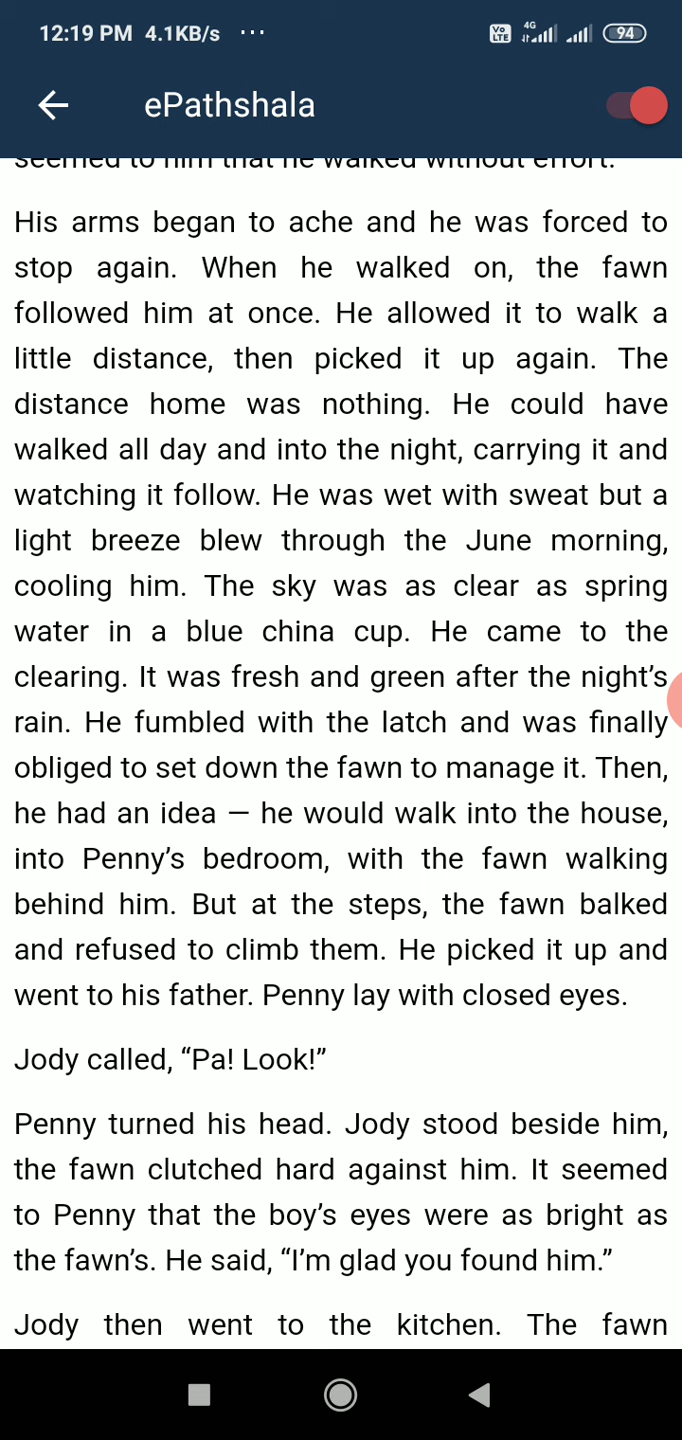 12:19 PM 4.1KB/s ...
Vo LTE 4G 94
ePathshala
seemed to him that he walked without effort.
His arms began to ache and he was forced to
stop again. When he walked on, the fawn
followed him at once. He allowed it to walk a
little distance, then picked it up again. The
distance home was nothing. He could have
walked all day and into the night, carrying it and
watching it follow. He was wet with sweat but a
light breeze blew through the June morning,
cooling him. The sky was as clear as spring
water in a blue china cup. He came to the
clearing. It was fresh and green after the night’s
rain. He fumbled with the latch and was finally
obliged to set down the fawn to manage it. Then,
he had an idea — he would walk into the house,
into Penny’s bedroom, with the fawn walking
behind him. But at the steps, the fawn balked
and refused to climb them. He picked it up and
went to his father. Penny lay with closed eyes.
Jody called, “Pa! Look!”
Penny turned his head. Jody stood beside him,
the fawn clutched hard against him. It seemed
to Penny that the boy’s eyes were as bright as
the fawn’s. He said, “I’m glad you found him.”
Jody then went to the kitchen. The fawn